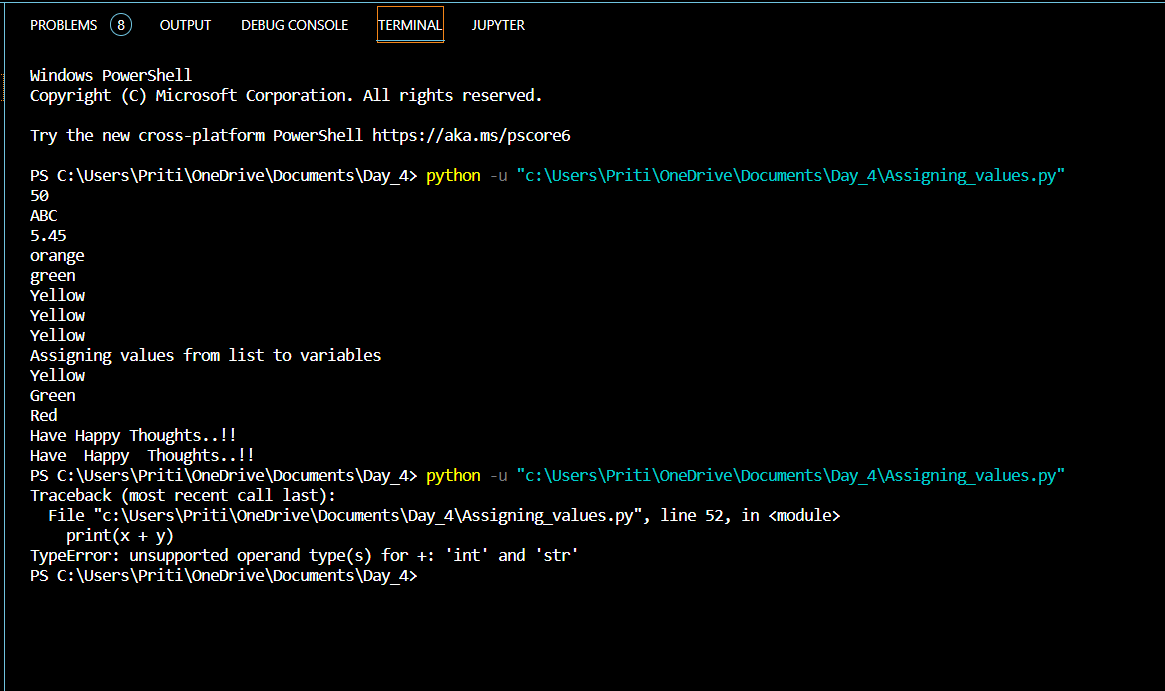 PROBLEMS 8 OUTPUT DEBUG CONSOLE TERMINAL JUPYTER
Windows PowerShell
Copyright (C) Microsoft Corporation. All rights reserved.
Try the new cross-platform PowerShell https://aka.ms/pscore6
PS C:\Users\Priti\OneDrive\Documents\Day_4> python -u "c:\Users\Priti\OneDrive\Documents\Day_4\Assigning_values.py"
50
ABC
5.45
orange
green
Yellow
Yellow
Yellow
Assigning values from list to variables
Yellow
Green
Red
Have Happy Thoughts..!!
Have  Happy  Thoughts..!!
PS C:\Users\Priti\OneDrive\Documents\Day_4> python -u "c:\Users\Priti\OneDrive\Documents\Day_4\Assigning_values.py"
Traceback (most recent call last):
  File "c:\Users\Priti\OneDrive\Documents\Day_4\Assigning_values.py", line 52, in <module>
    print(x + y)
TypeError: unsupported operand type(s) for +: 'int' and 'str'
PS C:\Users\Priti\OneDrive\Documents\Day_4>